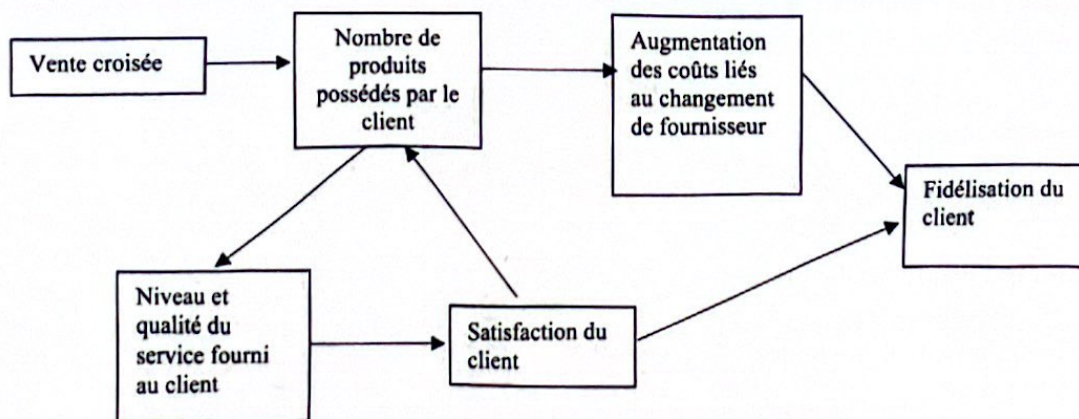 Vente croisée
Nombre de
produits
possédés par le
client
Augmentation
des coûts liés
au changement
de fournisseur
Fidélisation du
client
Niveau et
qualité du
service fourni
au client
Satisfaction du
client